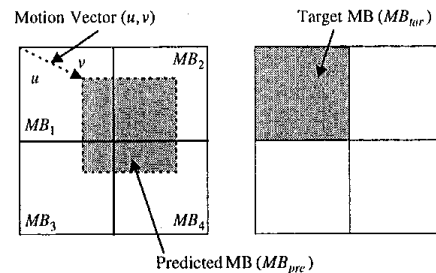 Motion Vector (u,v)
Target MB (MB_tar)
u
v
MB_2
MB_1
MB_3
MB_4
Predicted MB (MB_pre)